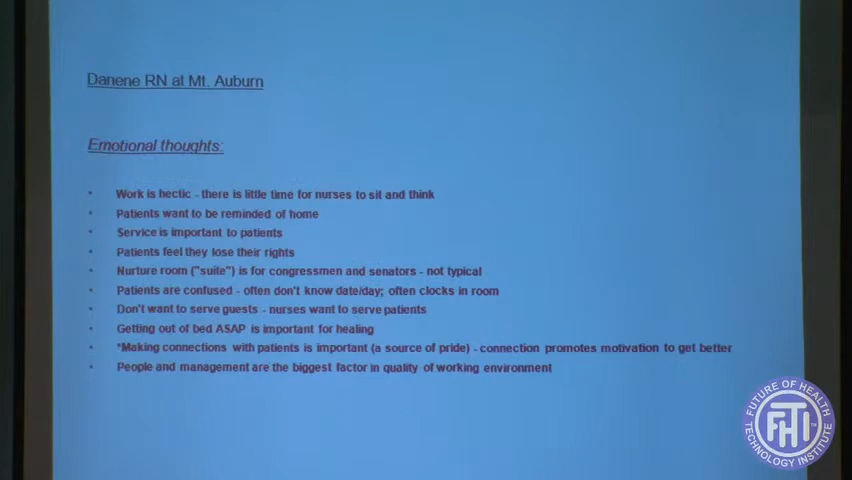 Danene RN at Mt. Auburn
Emotional thoughts:
• Work is hectic - there is little time for nurses to sit and think
• Patients want to be reminded of home
• Service is important to patients
• Patients feel they lose their rights
• Nurture room ("suite") is for congressmen and senators - not typical
• Patients are confused - often don't know date/day; often clocks in room
• Don't want to serve guests - nurses want to serve patients
• Getting out of bed ASAP is important for healing
• *Making connections with patients is important (a source of pride) - connection promotes motivation to get better
• People and management are the biggest factor in quality of working environment
FUTURE OF HEALTH
FHTI™
TECHNOLOGY INSTITUTE